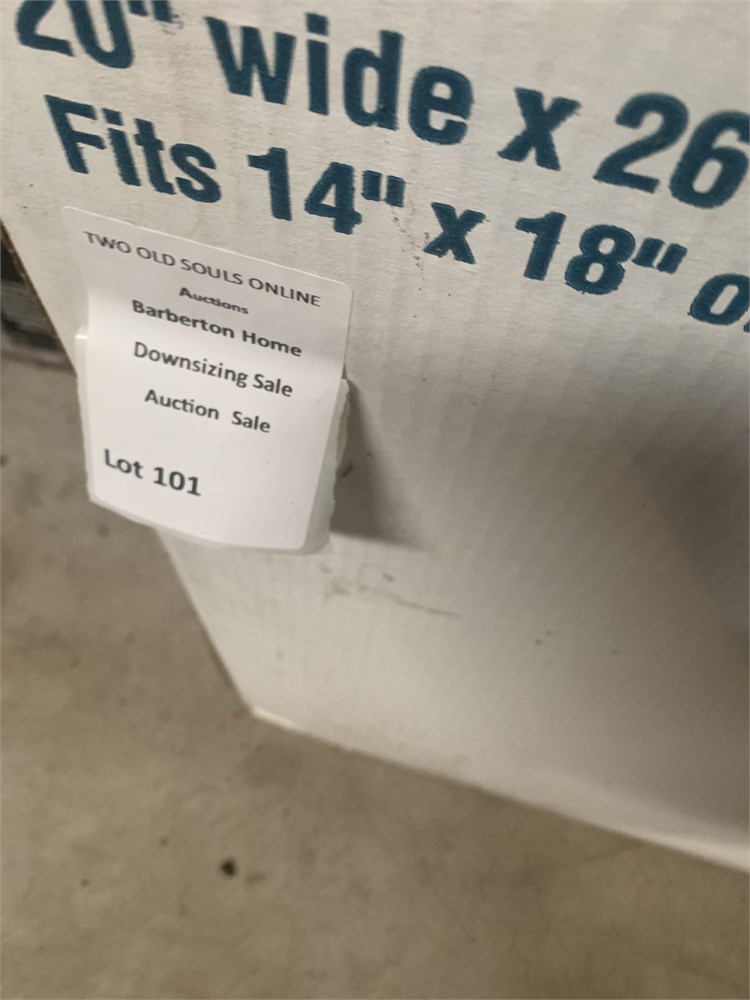 20" wide x 26
Fits 14" x 18" o
TWO OLD SOULS ONLINE
Auctions
Barberton Home
Downsizing Sale
Auction Sale
Lot 101